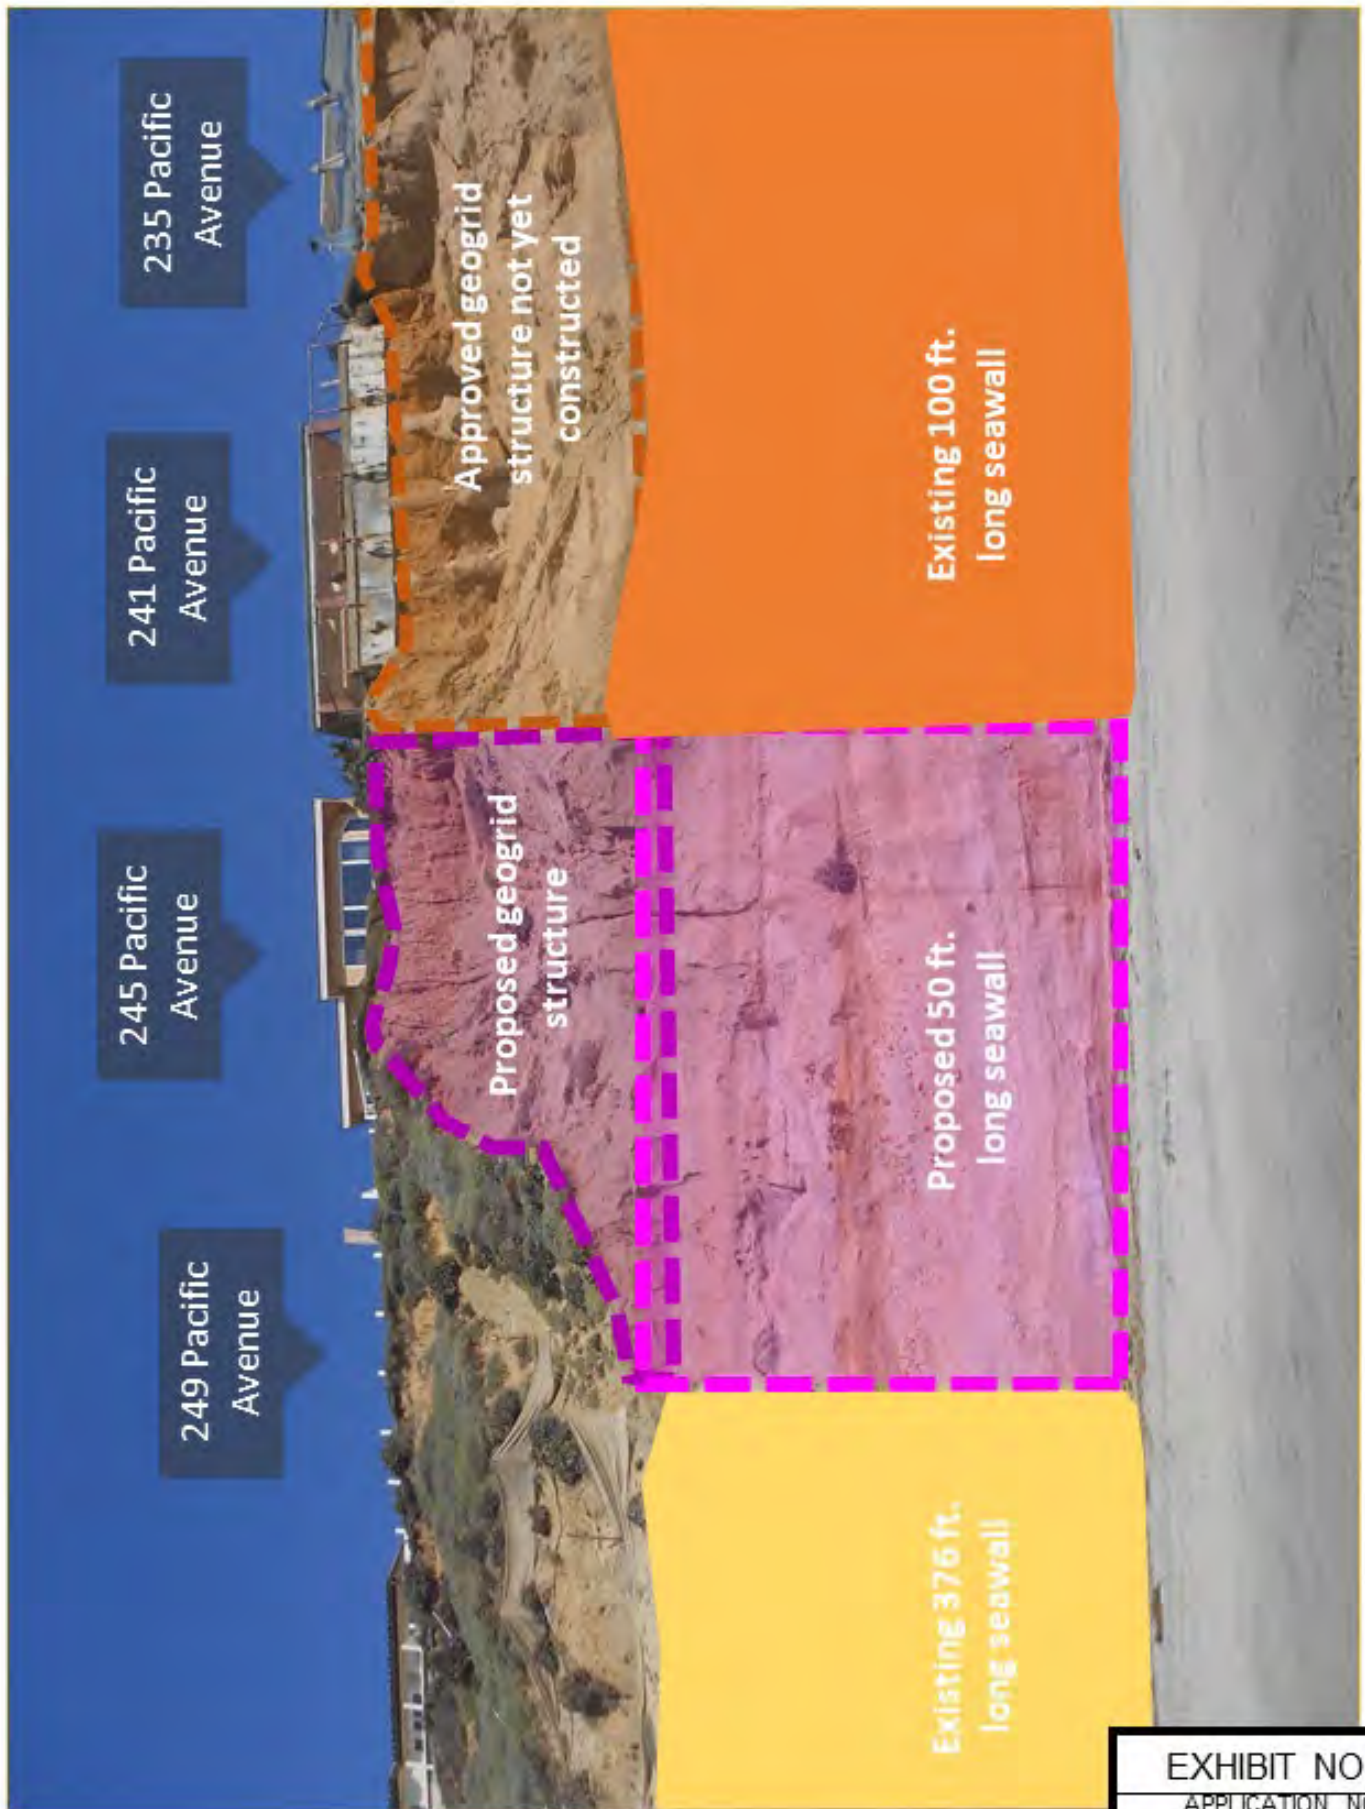 249 Pacific
Avenue
245 Pacific
Avenue
241 Pacific
Avenue
235 Pacific
Avenue
Proposed geogrid
structure
Approved geogrid
structure not yet
constructed
Existing 376 ft.
long seawall
Proposed 50 ft.
long seawall
Existing 100 ft.
long seawall
EXHIBIT NO
APPLICATION NO